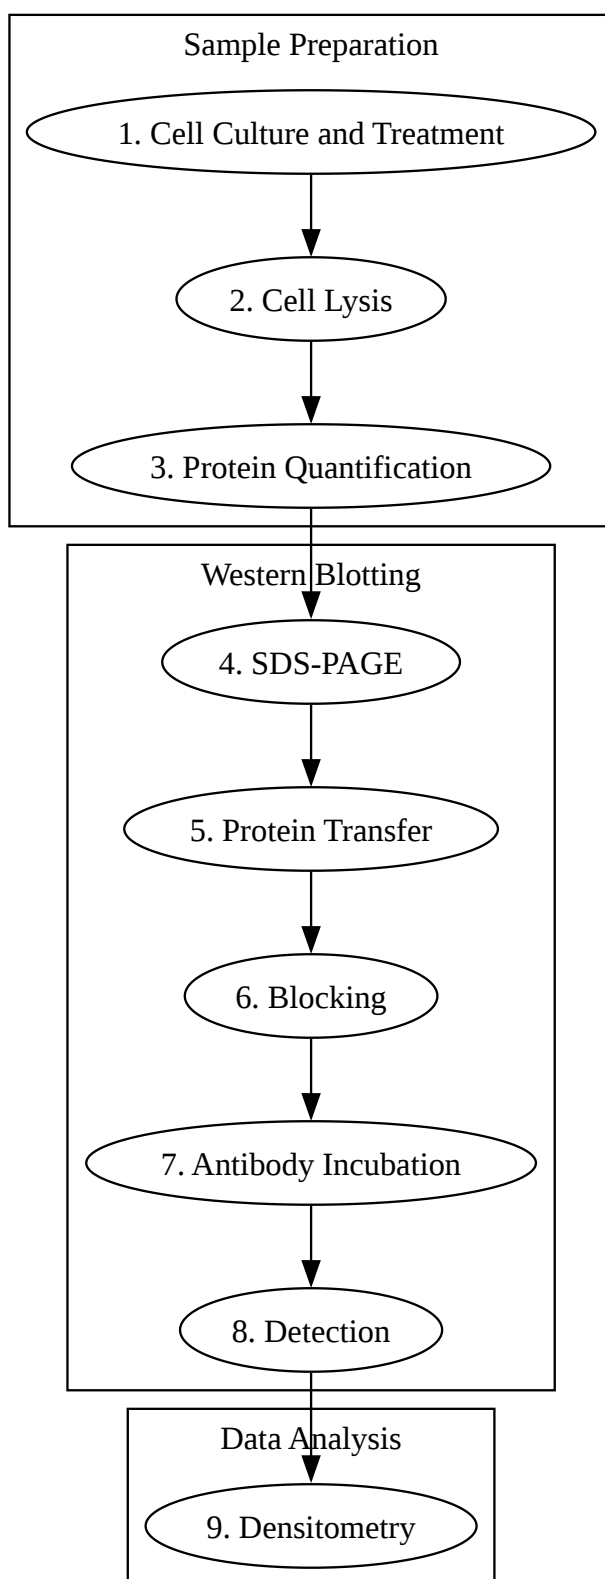 Sample Preparation
1. Cell Culture and Treatment
2. Cell Lysis
3. Protein Quantification
Western Blotting
4. SDS-PAGE
5. Protein Transfer
6. Blocking
7. Antibody Incubation
8. Detection
Data Analysis
9. Densitometry